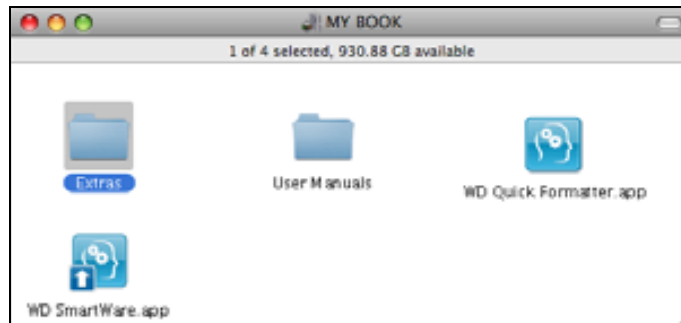 MY BOOK
1 of 4 selected, 930.88 GB available
Extras
User Manuals
WD Quick Formatter.app
WD SmartWare.app